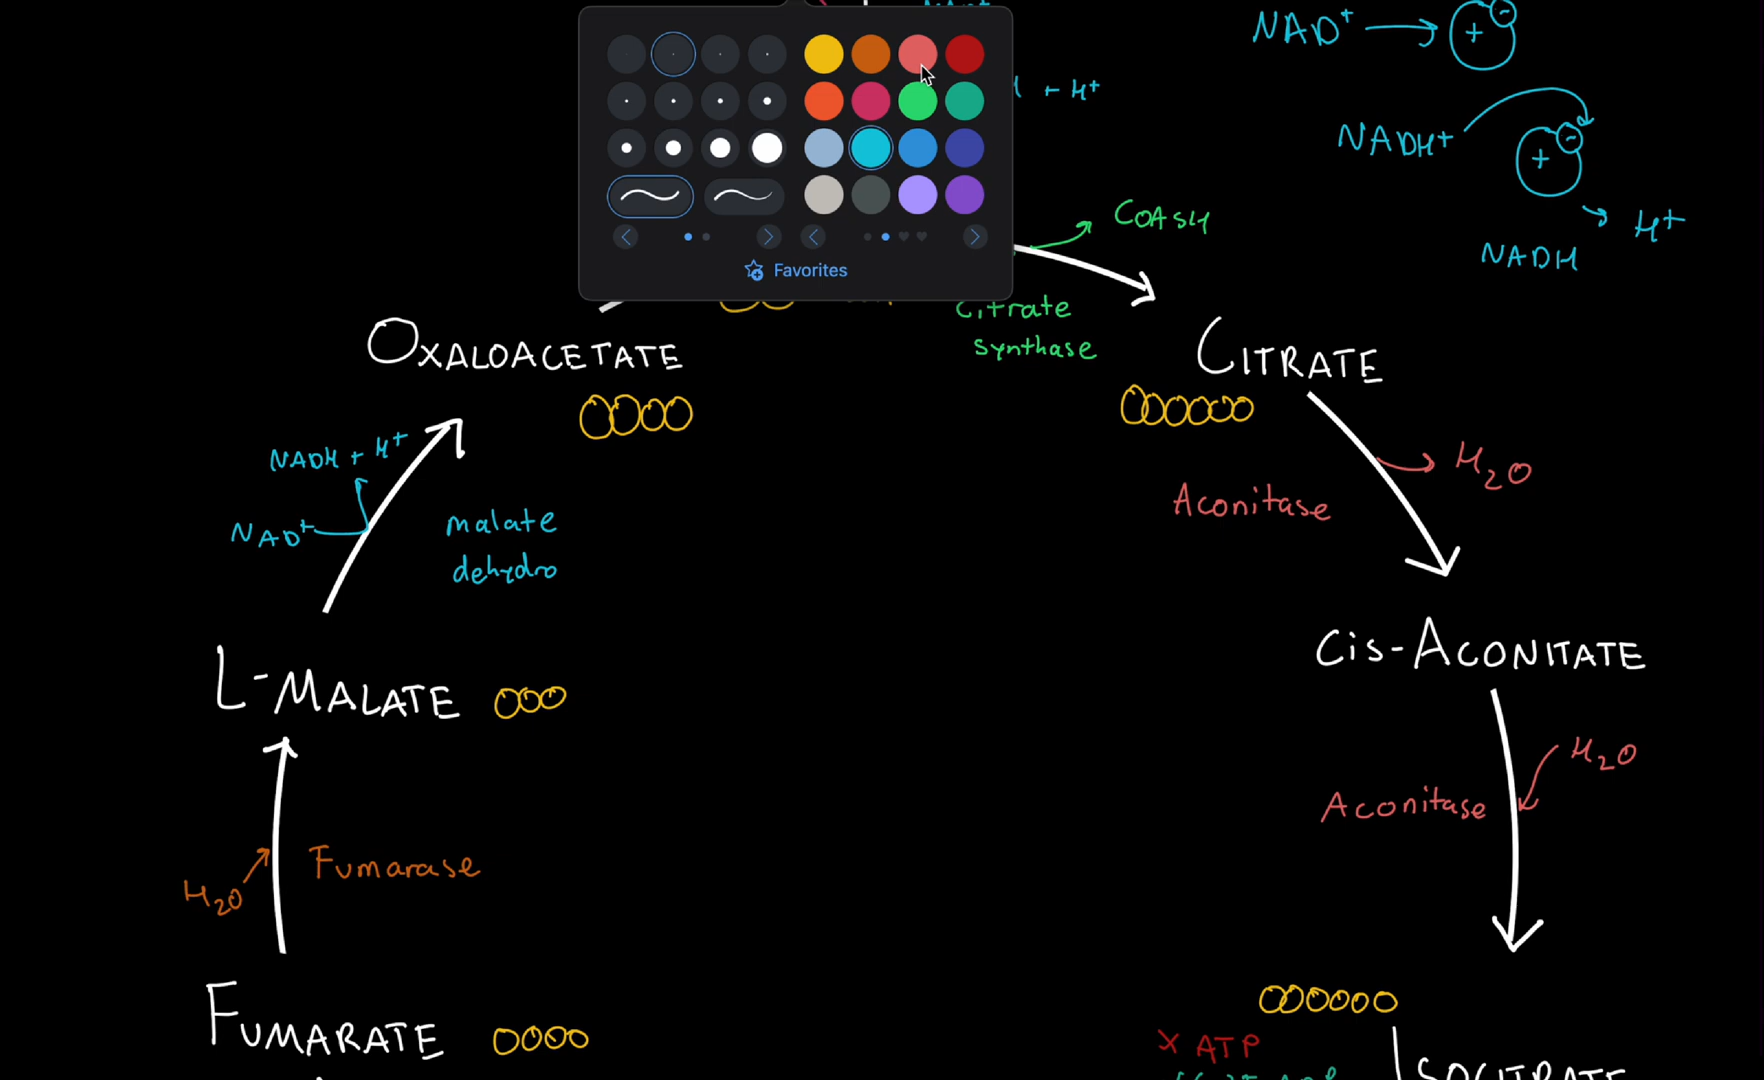 NAD+
+ H+
NADH+
COASH
H+
NADH
Favorites
Citrate
synthase
OXALOACETATE
CITRATE
NADH + H+
H2O
Aconitase
NAD+
malate
dehydro
CiS-ACONITATE
L-MALATE
H2O
Aconitase
Fumarase
H2O
FUMARATE
X ATP
ISOCITRATE